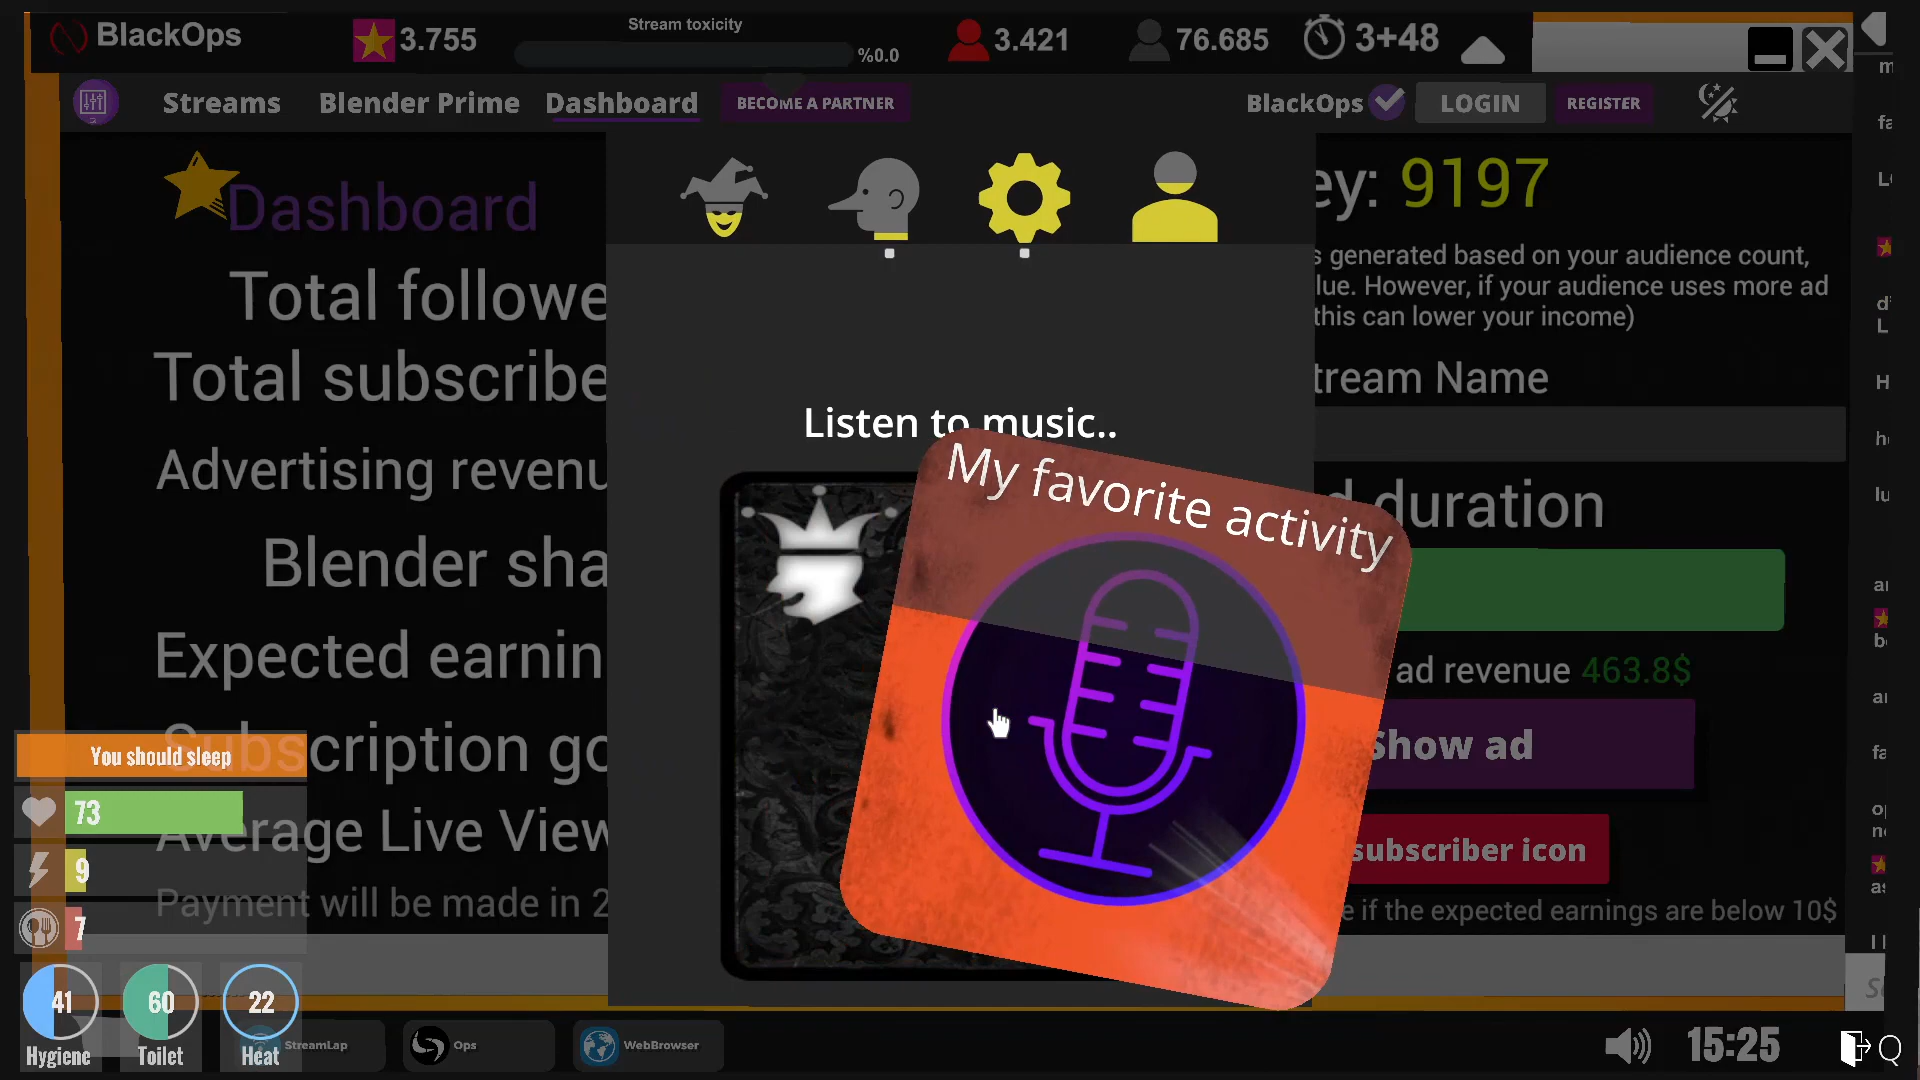 BlackOps
3.755
Stream toxicity
%0.0
3.421
76.685
3+48
Streams
Blender Prime
Dashboard
BECOME A PARTNER
BlackOps
LOGIN
REGISTER
Dashboard
Total followe
Total subscribe
Advertising revenu
Blender sha
Expected earnin
Subscription go
Average Live View
Payment will be made in 2
Listen to music..
My favorite activity
ey: 9197
s generated based on your audience count,
lue. However, if your audience uses more ad
this can lower your income)
tream Name
d duration
ad revenue 463.8$
Show ad
subscriber icon
e if the expected earnings are below 10$
You should sleep
73
9
7
41
60
22
Hygiene
Toilet
Heat
StreamLap
Ops
WebBrowser
15:25
Q